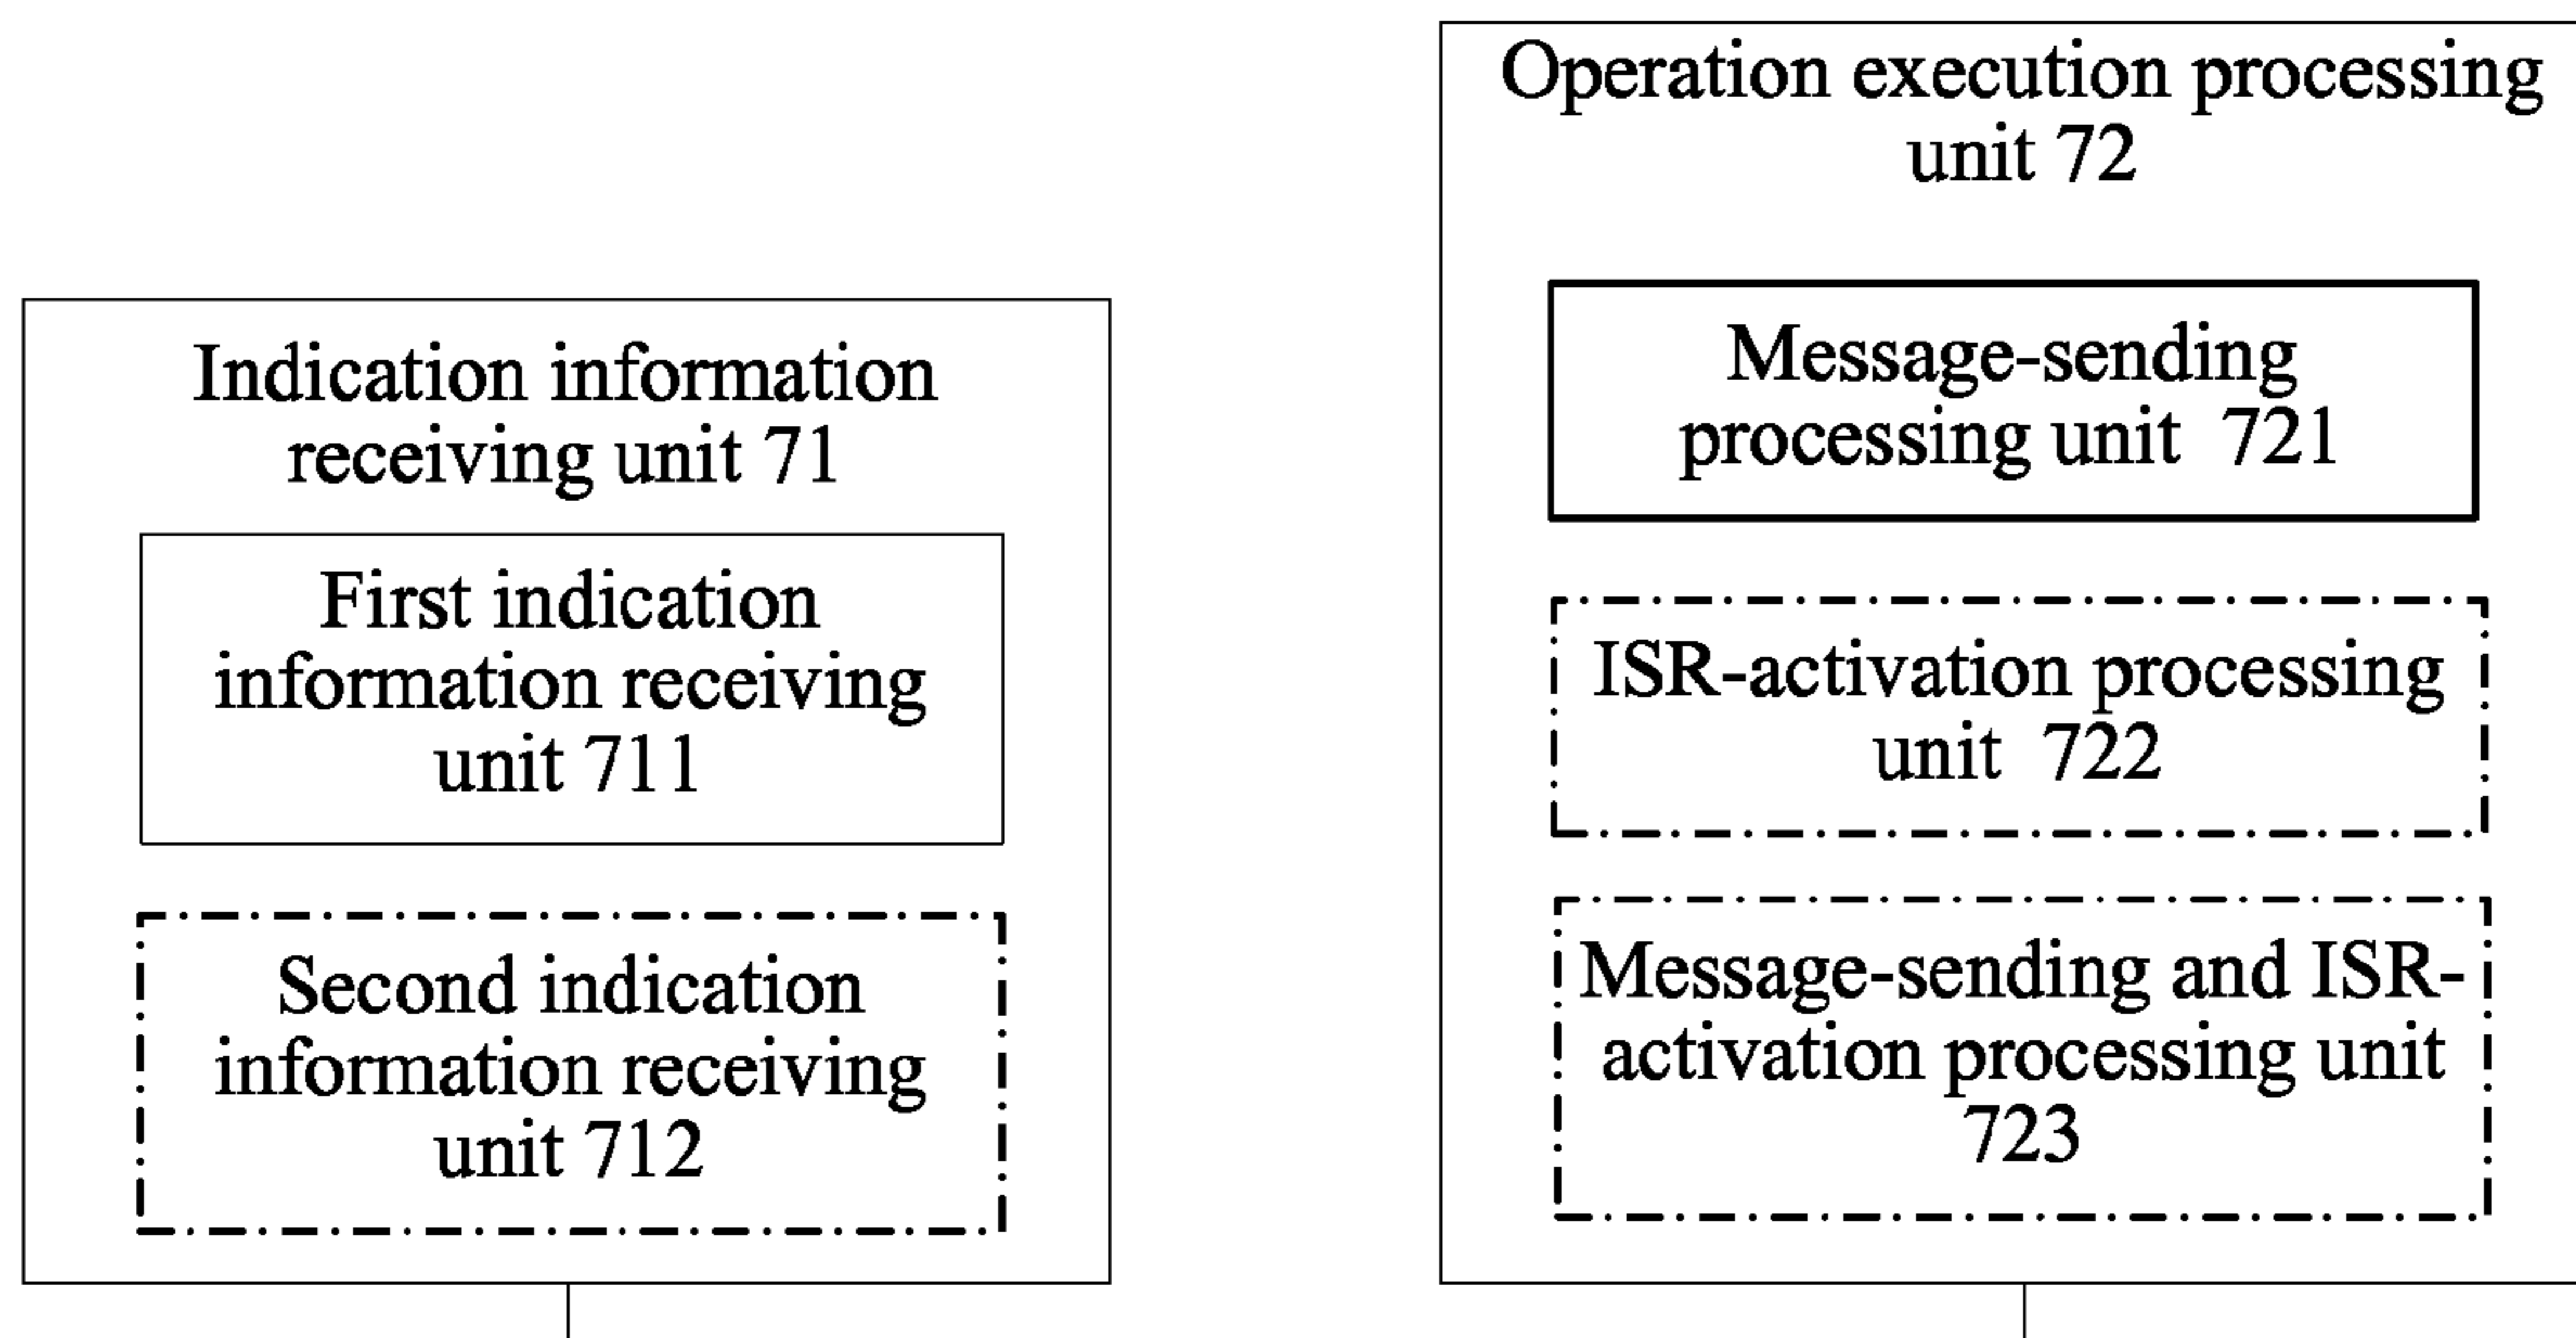 Indication information
receiving unit 71
First indication
information receiving
unit 711
Second indication
information receiving
unit 712
Operation execution processing
unit 72
Message-sending
processing unit 721
ISR-activation processing
unit 722
Message-sending and ISR-
activation processing unit
723